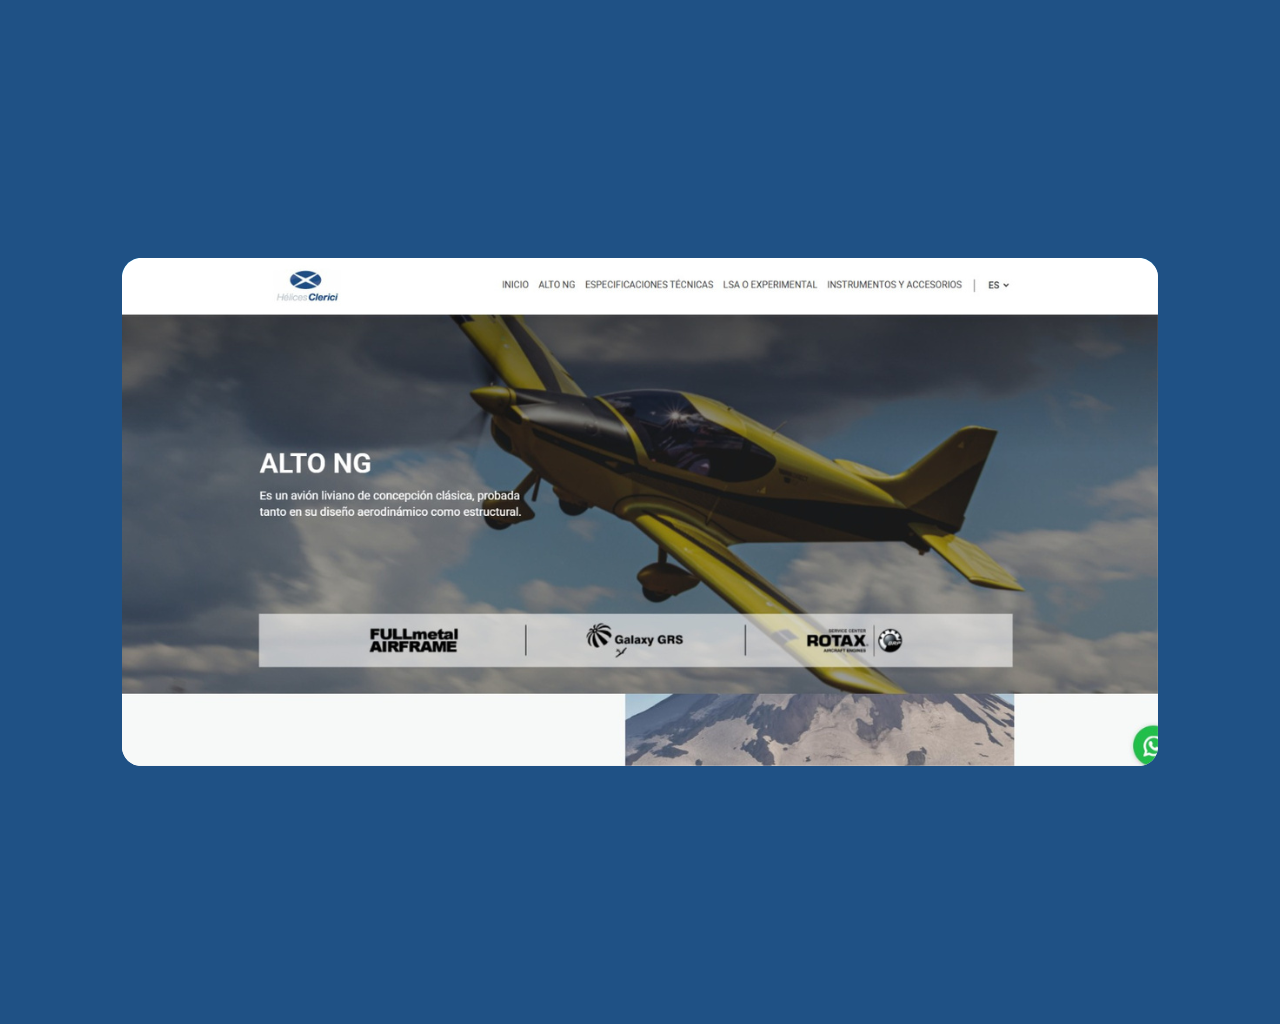 Hélices Clerici
INICIO ALTO NG ESPECIFICACIONES TÉCNICAS LSA O EXPERIMENTAL INSTRUMENTOS Y ACCESORIOS ES
ALTO NG
Es un avión liviano de concepción clásica, probada
tanto en su diseño aerodinámico como estructural.
FULLmetal
AIRFRAME
Galaxy GRS
SERVICE CENTER
ROTAX
AIRCRAFT ENGINES